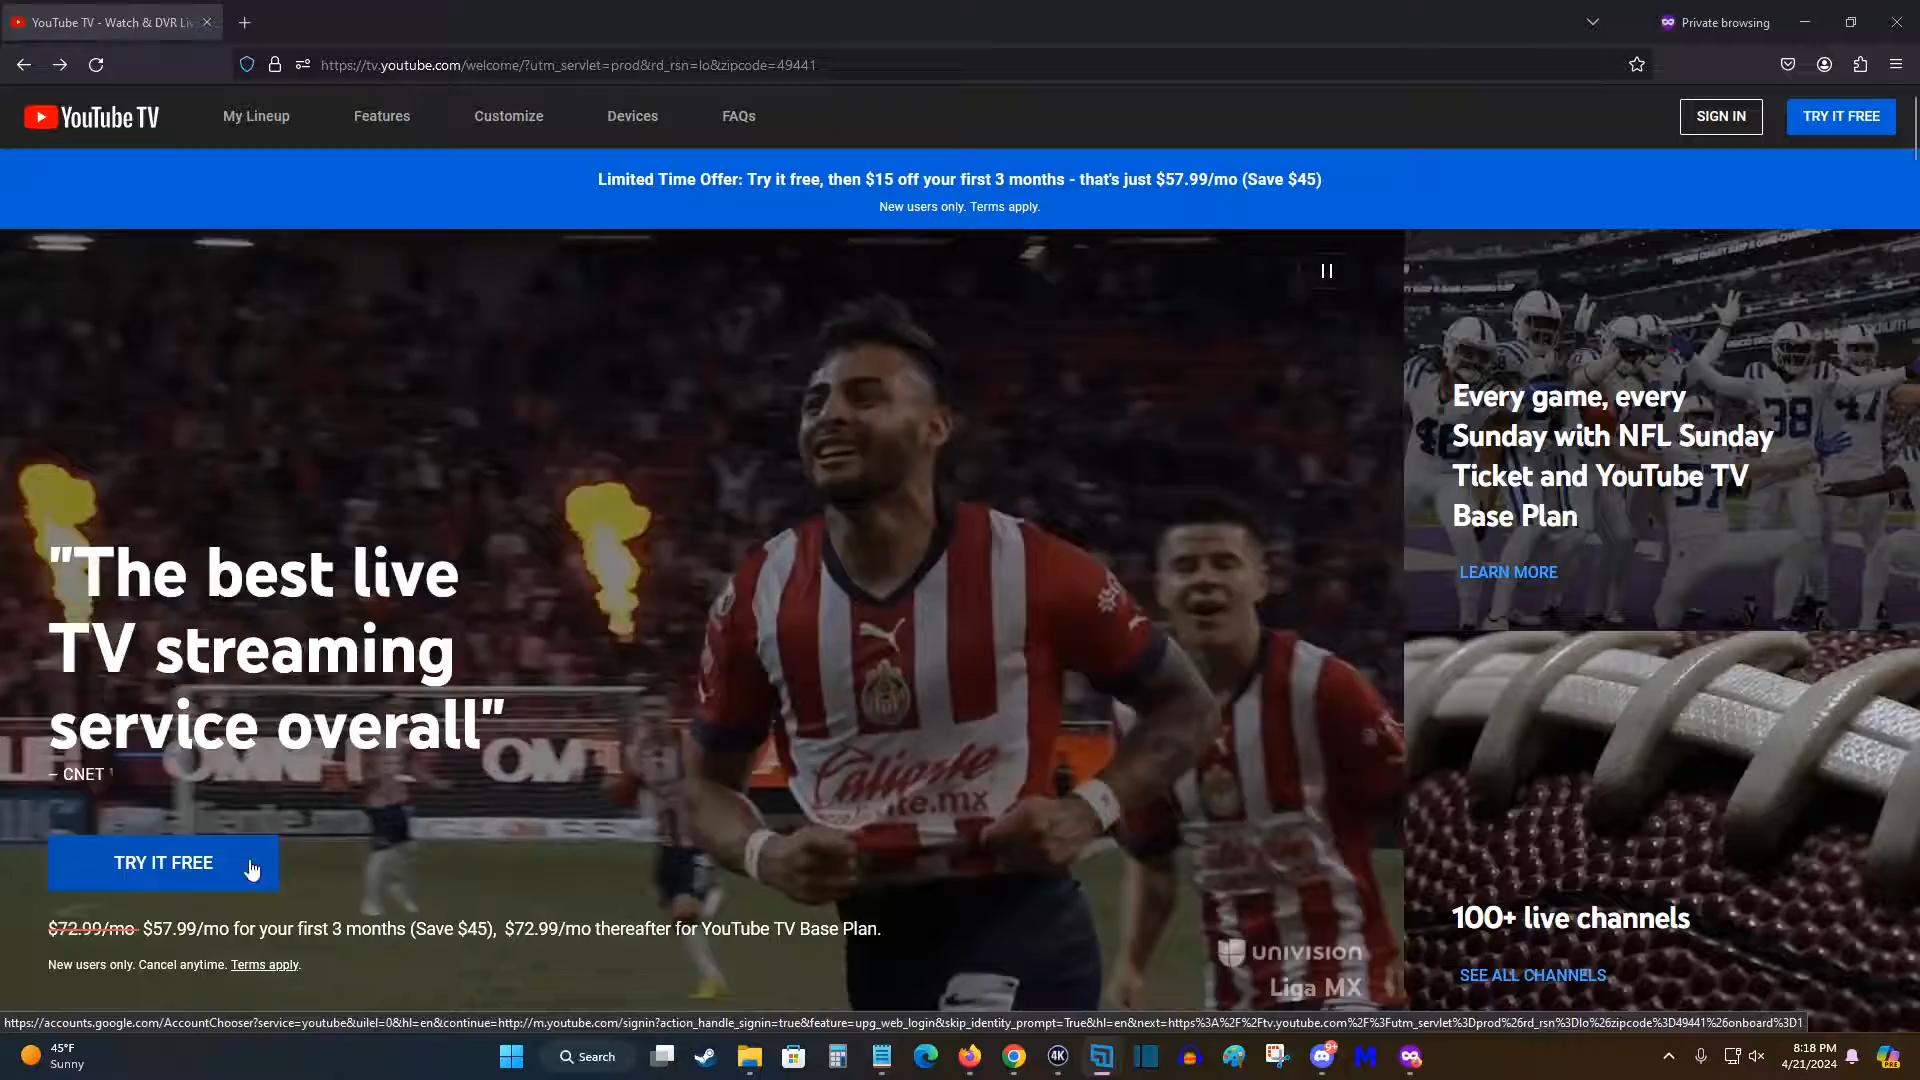 YouTube TV - Watch & DVR Liv
Private browsing
https://tv.youtube.com/welcome/?utm_servlet=prod&rd_rsn=lo&zipcode=49441
YouTube TV
My Lineup
Features
Customize
Devices
FAQs
SIGN IN
TRY IT FREE
Limited Time Offer: Try it free, then $15 off your first 3 months - that's just $57.99/mo (Save $45)
New users only. Terms apply.
"The best live
TV streaming
service overall"
– CNET
TRY IT FREE
$72.99/mo $57.99/mo for your first 3 months (Save $45), $72.99/mo thereafter for YouTube TV Base Plan.
New users only. Cancel anytime. Terms apply.
Caliente
te.mx
univision
Liga MX
Every game, every
Sunday with NFL Sunday
Ticket and YouTube TV
Base Plan
LEARN MORE
38
100+ live channels
SEE ALL CHANNELS
https://accounts.google.com/AccountChooser?service=youtube&uilel=0&hl=en&continue=http://m.youtube.com/signin?action_handle_signin=true&feature=upg_web_login&skip_identity_prompt=True&hl=en&next=https%3A%2F%2Ftv.youtube.com%2F%3Futm_servlet%3Dprod%26rd_rsn%3Dlo%26zipcode%3D49441%26onboard%3D1
45°F
Sunny
Search
4K
9+
PRE
8:18 PM
4/21/2024